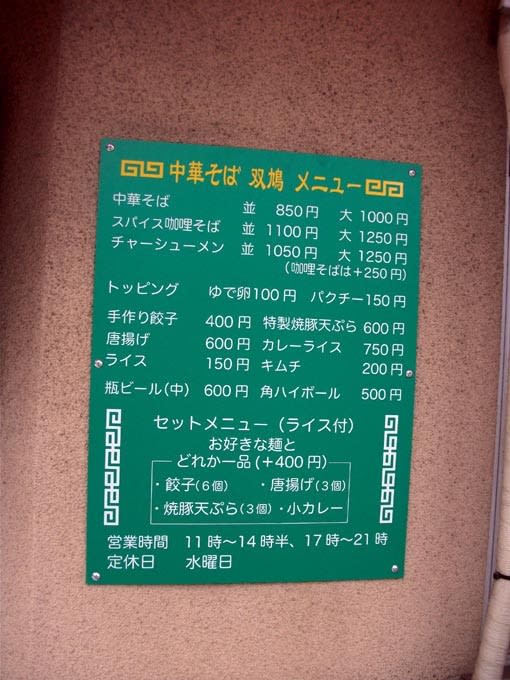 中華そば 双鳩 メニュー
中華そば 並 850円 大 1000円
スパイス咖哩そば 並 1100円 大 1250円
チャーシューメン 並 1050円 大 1250円
（咖哩そばは＋250円）
トッピング ゆで卵100円 パクチー150円
手作り餃子 400円 特製焼豚天ぷら 600円
唐揚げ 600円 カレーライス 750円
ライス 150円 キムチ 200円
瓶ビール（中） 600円 角ハイボール 500円
セットメニュー（ライス付）
お好きな麺と
どれか一品（＋400円）
・餃子（6個） ・唐揚げ（3個）
・焼豚天ぷら（3個）・小カレー
営業時間 11時～14時半、17時～21時
定休日 水曜日